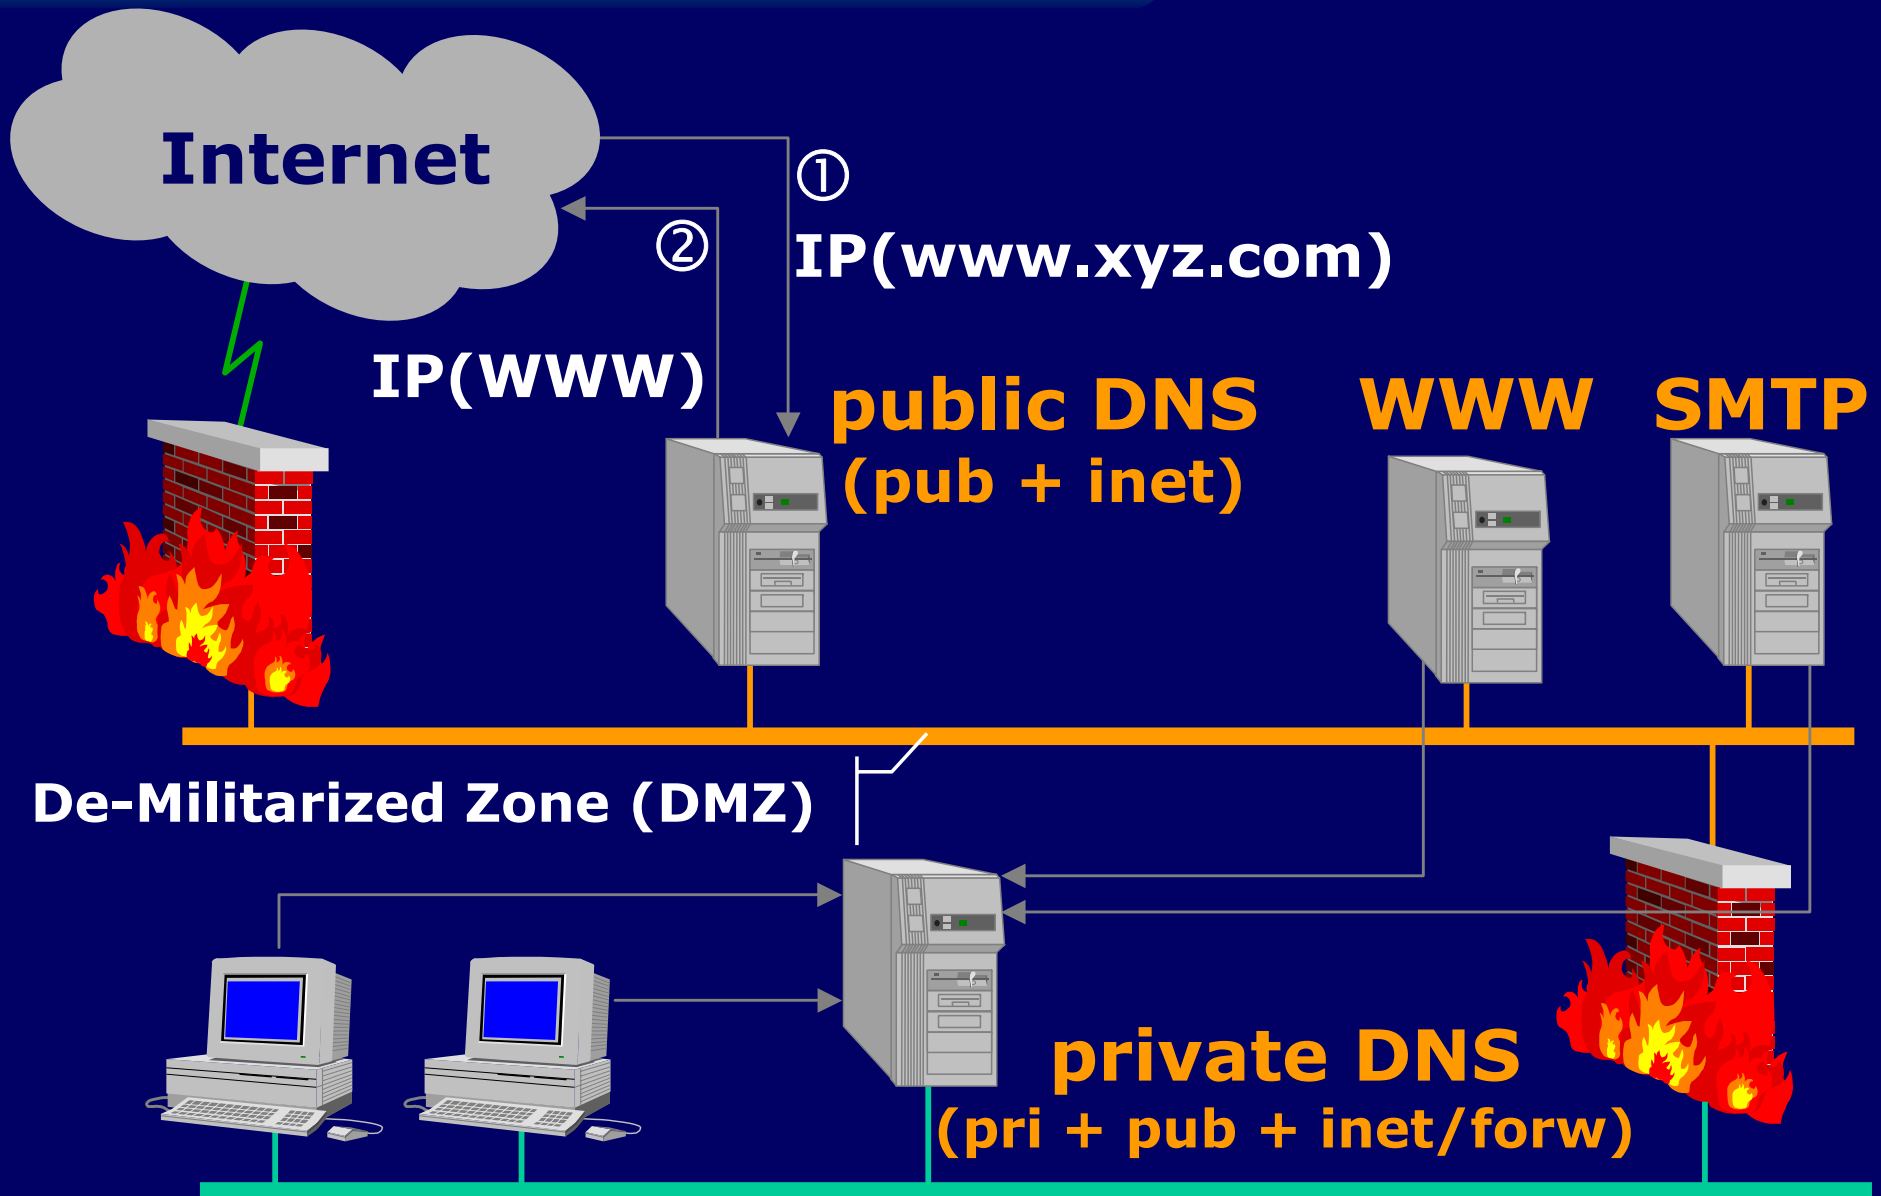 Internet
①
②
IP(www.xyz.com)
IP(WWW)
public DNS
(pub + inet)
WWW
SMTP
De-Militarized Zone (DMZ)
private DNS
(pri + pub + inet/forw)